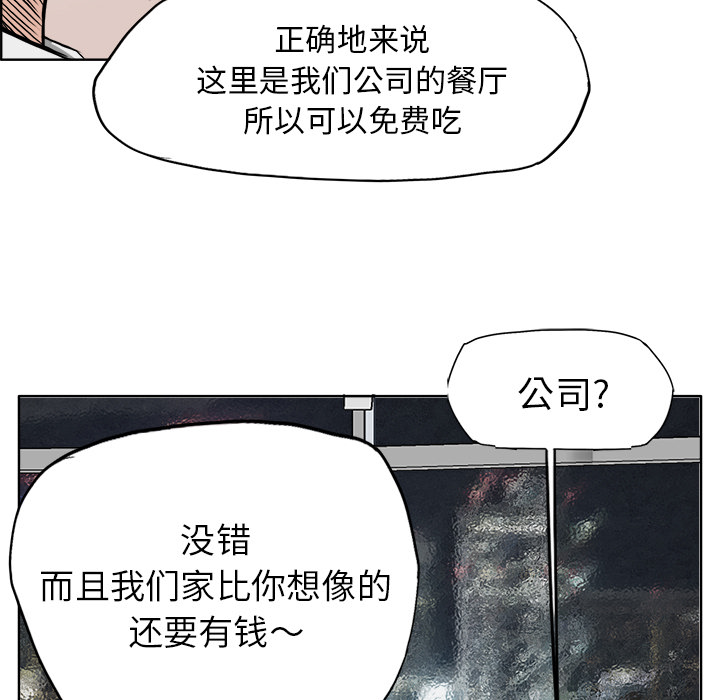 正确地来说
这里是我们公司的餐厅
所以可以免费吃
公司?
没错
而且我们家比你想像的
还要有钱～